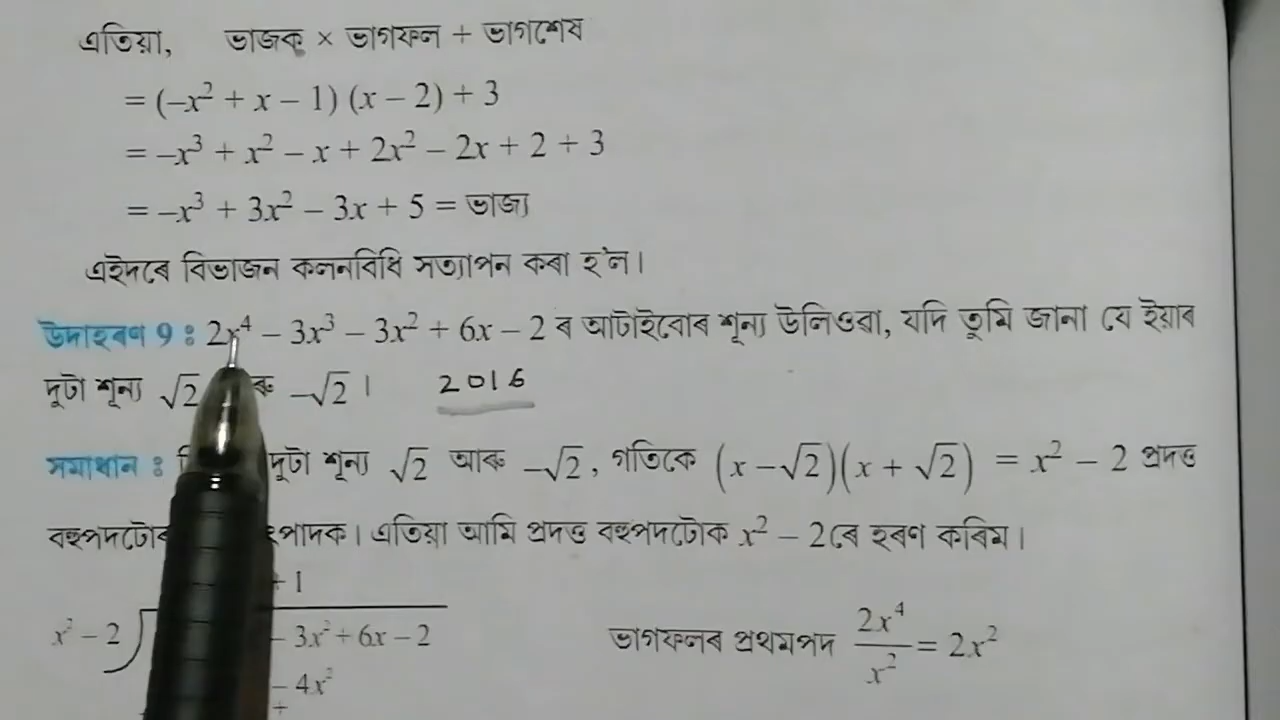 এতিয়া, ভাজক × ভাগফল + ভাগশেষ
= (–x² + x – 1) (x – 2) + 3
= –x³ + x² – x + 2x² – 2x + 2 + 3
= –x³ + 3x² – 3x + 5 = ভাজ্য
এইদৰে বিভাজন কলনবিধি সত্যাপন কৰা হ'ল।
উদাহৰণ 9 : 2x⁴ – 3x³ – 3x² + 6x – 2 ৰ আটাইবোৰ শূন্য উলিওৱা, যদি তুমি জানা যে ইয়াৰ
দুটা শূন্য √2 –√2 । 2016
সমাধান : দুটা শূন্য √2 আৰু –√2, গতিকে (x –√2)(x + √2) = x² – 2 প্ৰদত্ত
এতিয়া আমি প্ৰদত্ত বহুপদটোক x² – 2ৰে হৰণ কৰিম।
+ 1
x² – 2 – 3x² + 6x – 2 ভাগফলৰ প্ৰথমপদ 2x⁴/x² = 2x²
– 4x²
+